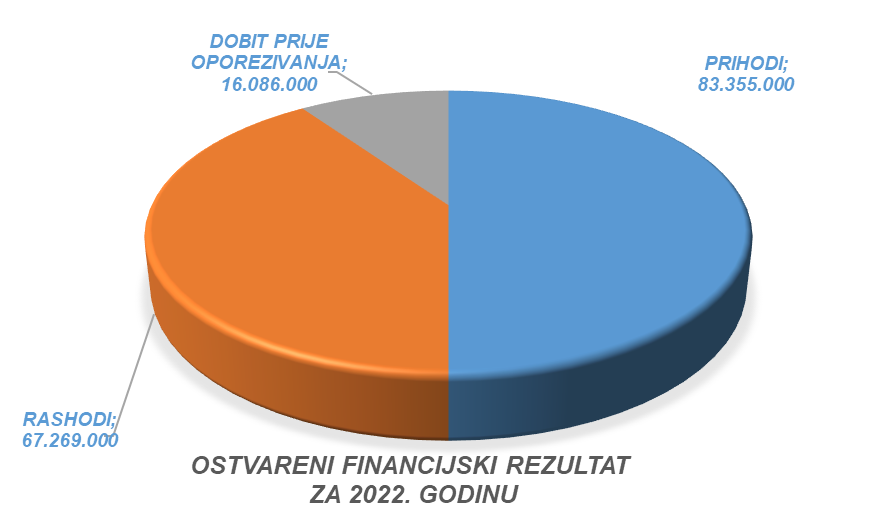 DOBIT PRIJE
OPOREZIVANJA;
16.086.000
PRIHODI;
83.355.000
RASHODI;
67.269.000
OSTVARENI FINANCIJSKI REZULTAT
ZA 2022. GODINU